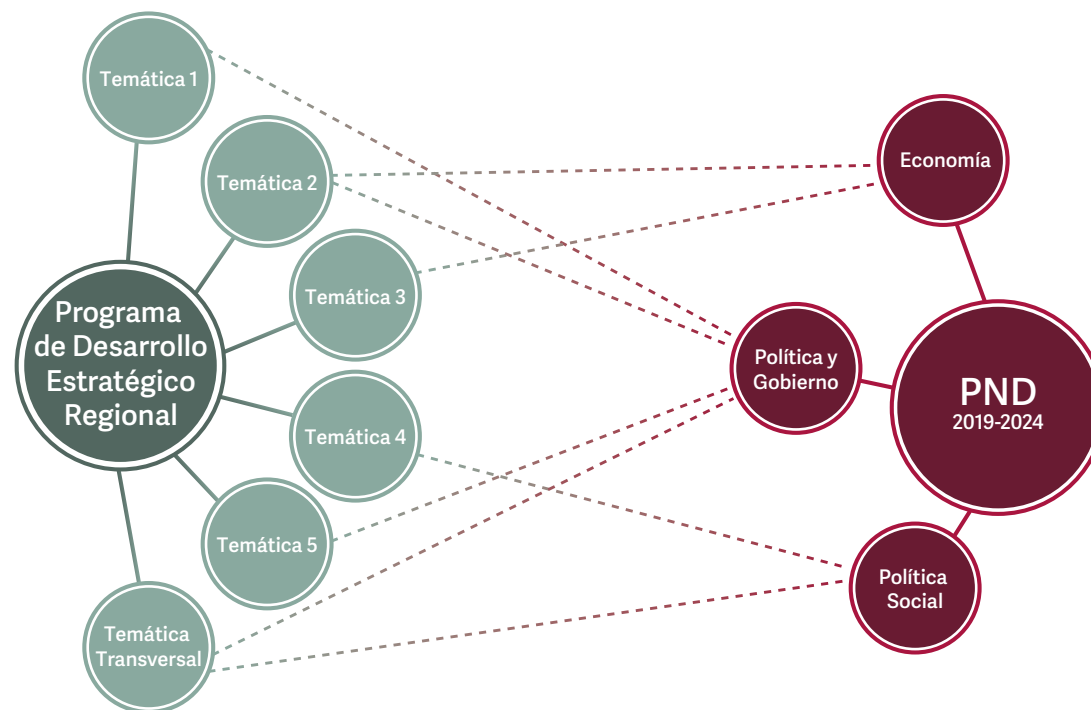 Temática 1
Temática 2
Temática 3
Programa
de Desarrollo
Estratégico
Regional
Temática 4
Temática 5
Temática
Transversal
Economía
Política y
Gobierno
PND
2019-2024
Política
Social